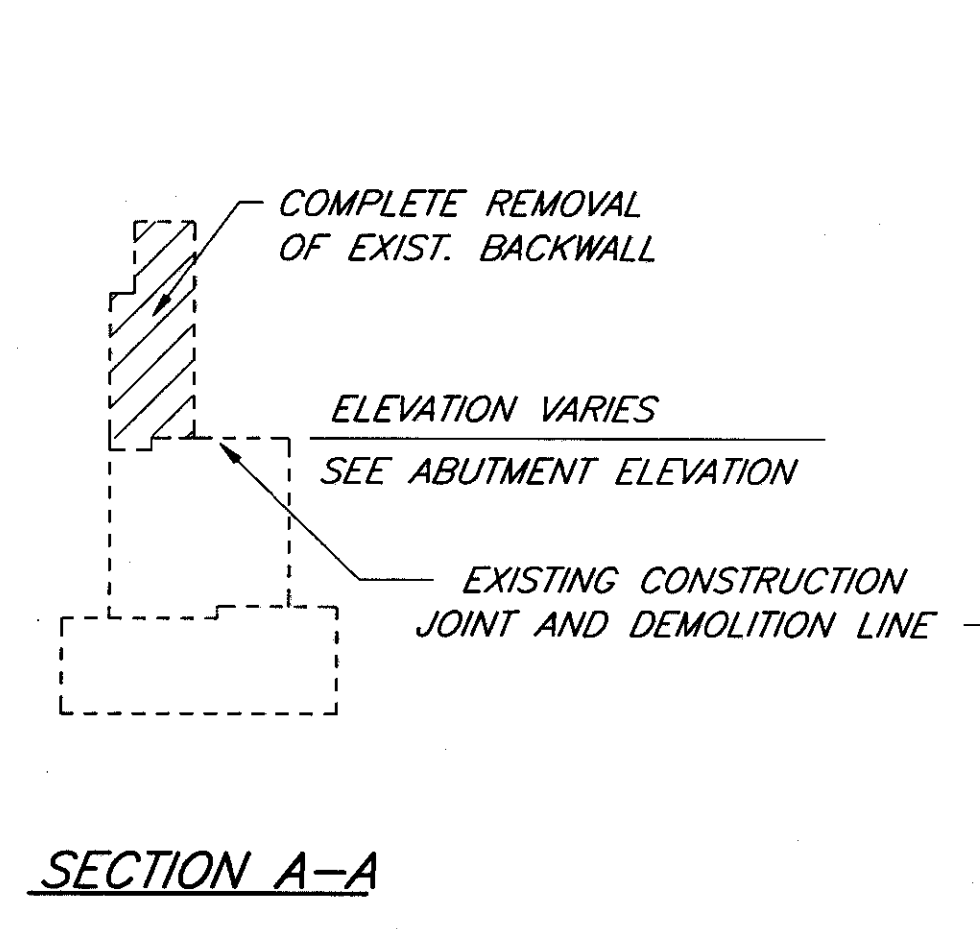 COMPLETE REMOVAL
OF EXIST. BACKWALL
ELEVATION VARIES
SEE ABUTMENT ELEVATION
EXISTING CONSTRUCTION
JOINT AND DEMOLITION LINE
SECTION A-A